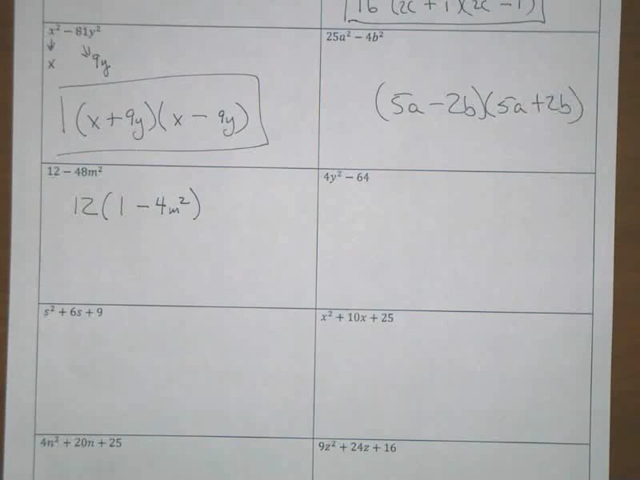 16 (2c + 1)(2c - 1)
x² − 81y²
x 9y
(x + 9y)(x - 9y)
25a² − 4b²
(5a - 2b)(5a + 2b)
12 − 48m²
12(1 - 4m²)
4y² − 64
s² + 6s + 9
x² + 10x + 25
4n² + 20n + 25
9z² + 24z + 16